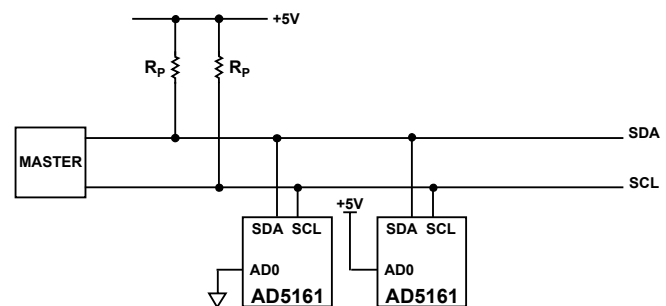 +5V
RP RP
SDA
MASTER
SCL
+5V
SDA SCL SDA SCL
AD0 AD0
AD5161 AD5161